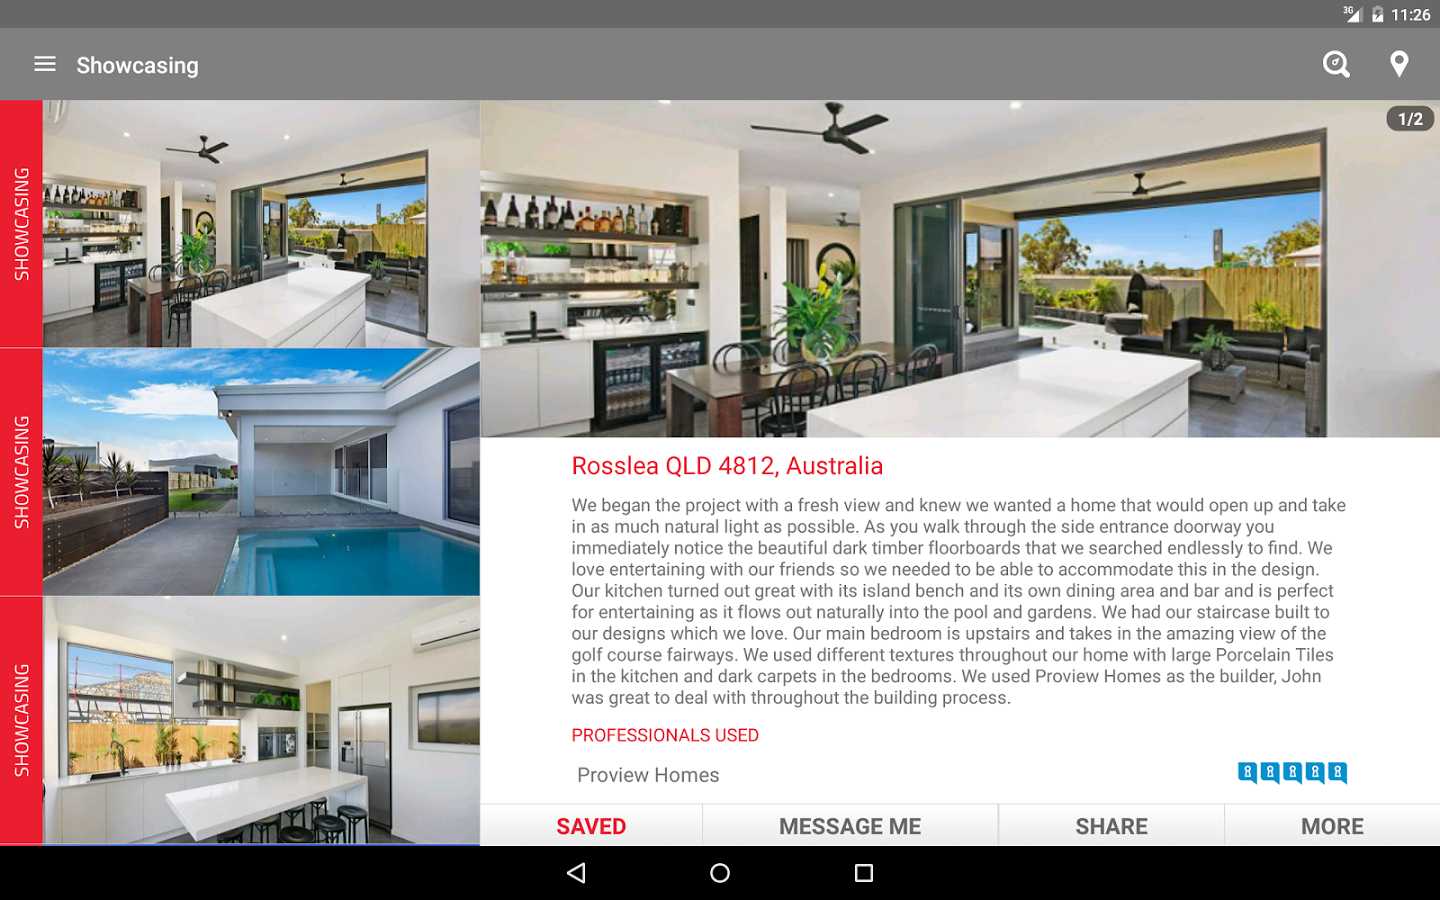 3G 11:26
Showcasing
1/2
SHOWCASING
SHOWCASING
SHOWCASING
Rosslea QLD 4812, Australia
We began the project with a fresh view and knew we wanted a home that would open up and take
in as much natural light as possible. As you walk through the side entrance doorway you
immediately notice the beautiful dark timber floorboards that we searched endlessly to find. We
love entertaining with our friends so we needed to be able to accommodate this in the design.
Our kitchen turned out great with its island bench and its own dining area and bar and is perfect
for entertaining as it flows out naturally into the pool and gardens. We had our staircase built to
our designs which we love. Our main bedroom is upstairs and takes in the amazing view of the
golf course fairways. We used different textures throughout our home with large Porcelain Tiles
in the kitchen and dark carpets in the bedrooms. We used Proview Homes as the builder, John
was great to deal with throughout the building process.
PROFESSIONALS USED
Proview Homes
SAVED MESSAGE ME SHARE MORE